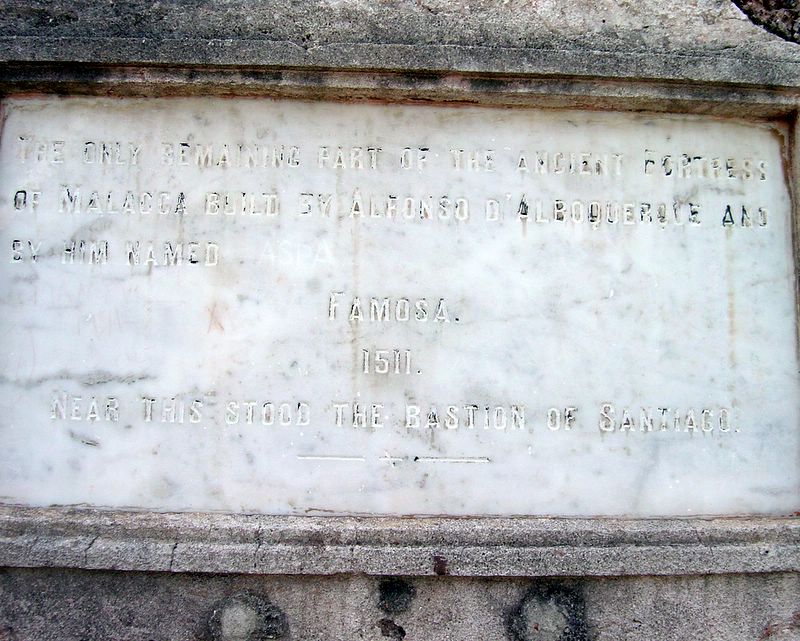 THE ONLY REMAINING PART OF THE ANCIENT FORTRESS
OF MALACCA BUILD BY ALFONSO D'ALBOQUERQUE AND
BY HIM NAMED ASPA
FAMOSA.
1511.
NEAR THIS STOOD THE BASTION OF SANTIAGO.